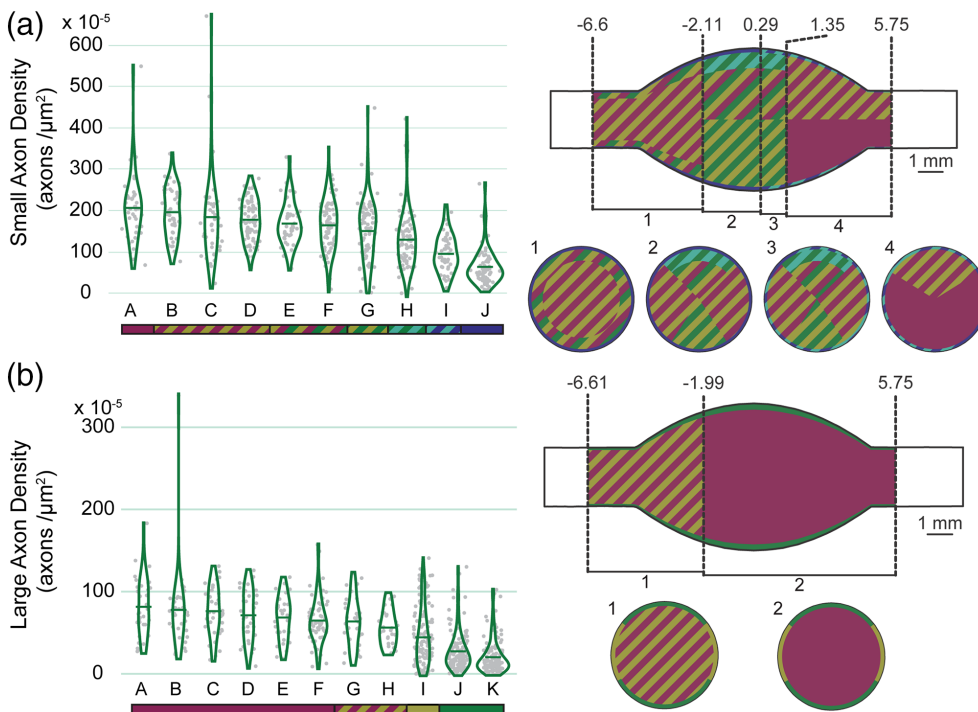 (a)
x 10-5
Small Axon Density
(axons /µm2)
600
500
400
300
200
100
0
A B C D E F G H I J
-6.6 -2.11 0.29 1.35 5.75
1 mm
1 2 3 4
1 2 3 4
(b)
x 10-5
Large Axon Density
(axons /µm2)
300
200
100
0
A B C D E F G H I J K
-6.61 -1.99 5.75
1 mm
1 2
1 2